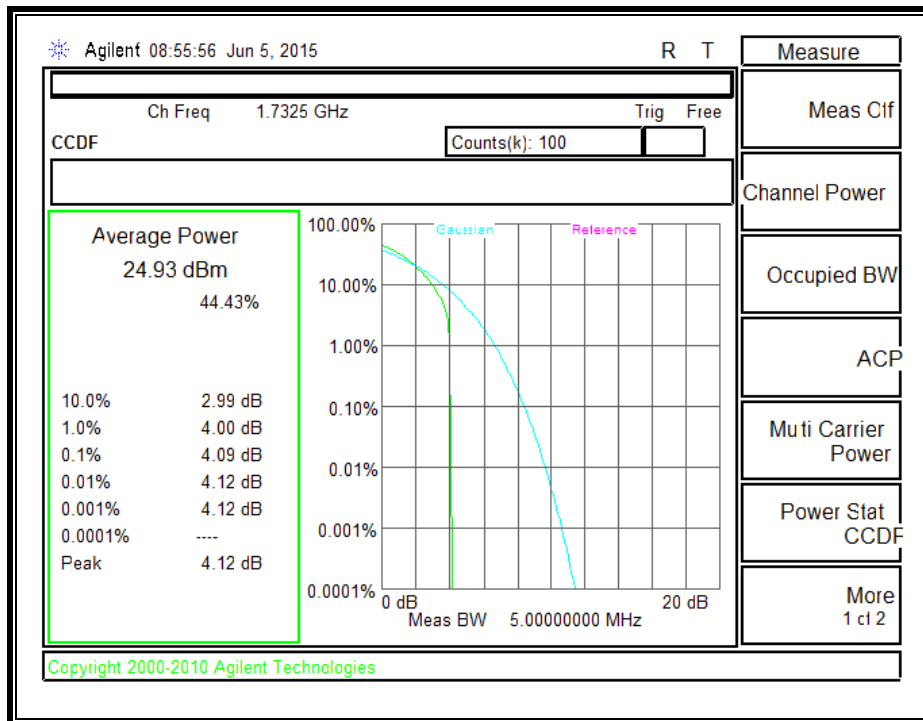 Agilent 08:55:56 Jun 5, 2015 R T
Measure
Ch Freq 1.7325 GHz Trig Free
Meas Off
CCDF
Counts(k): 100
Channel Power
Average Power
24.93 dBm
44.43%
10.0% 2.99 dB
1.0% 4.00 dB
0.1% 4.09 dB
0.01% 4.12 dB
0.001% 4.12 dB
0.0001% ----
Peak 4.12 dB
Gaussian Reference
100.00%
10.00%
1.00%
0.10%
0.01%
0.001%
0.0001%
0 dB 20 dB
Meas BW 5.00000000 MHz
Occupied BW
ACP
Multi Carrier
Power
Power Stat
CCDF
More
1 of 2
Copyright 2000-2010 Agilent Technologies